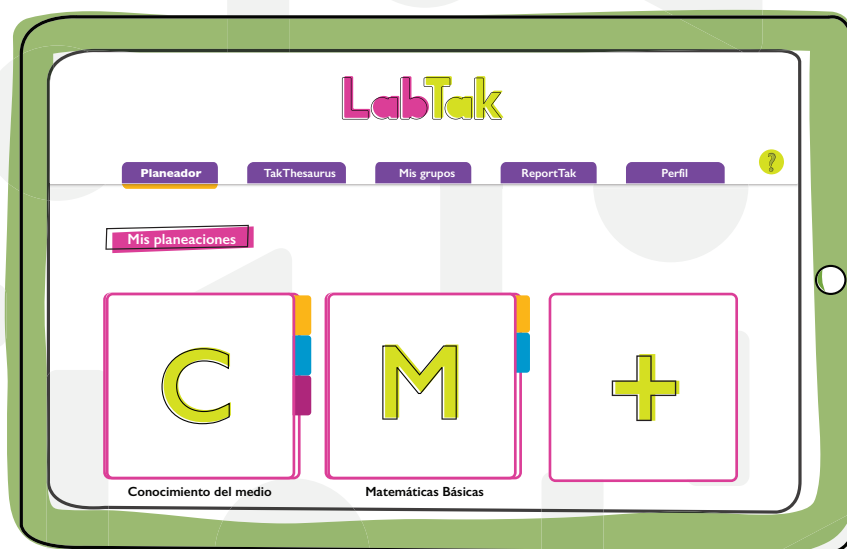 LabTak
Planeador
TakThesaurus
Mis grupos
ReportTak
Perfil
?
Mis planeaciones
C
M
+
Conocimiento del medio
Matemáticas Básicas